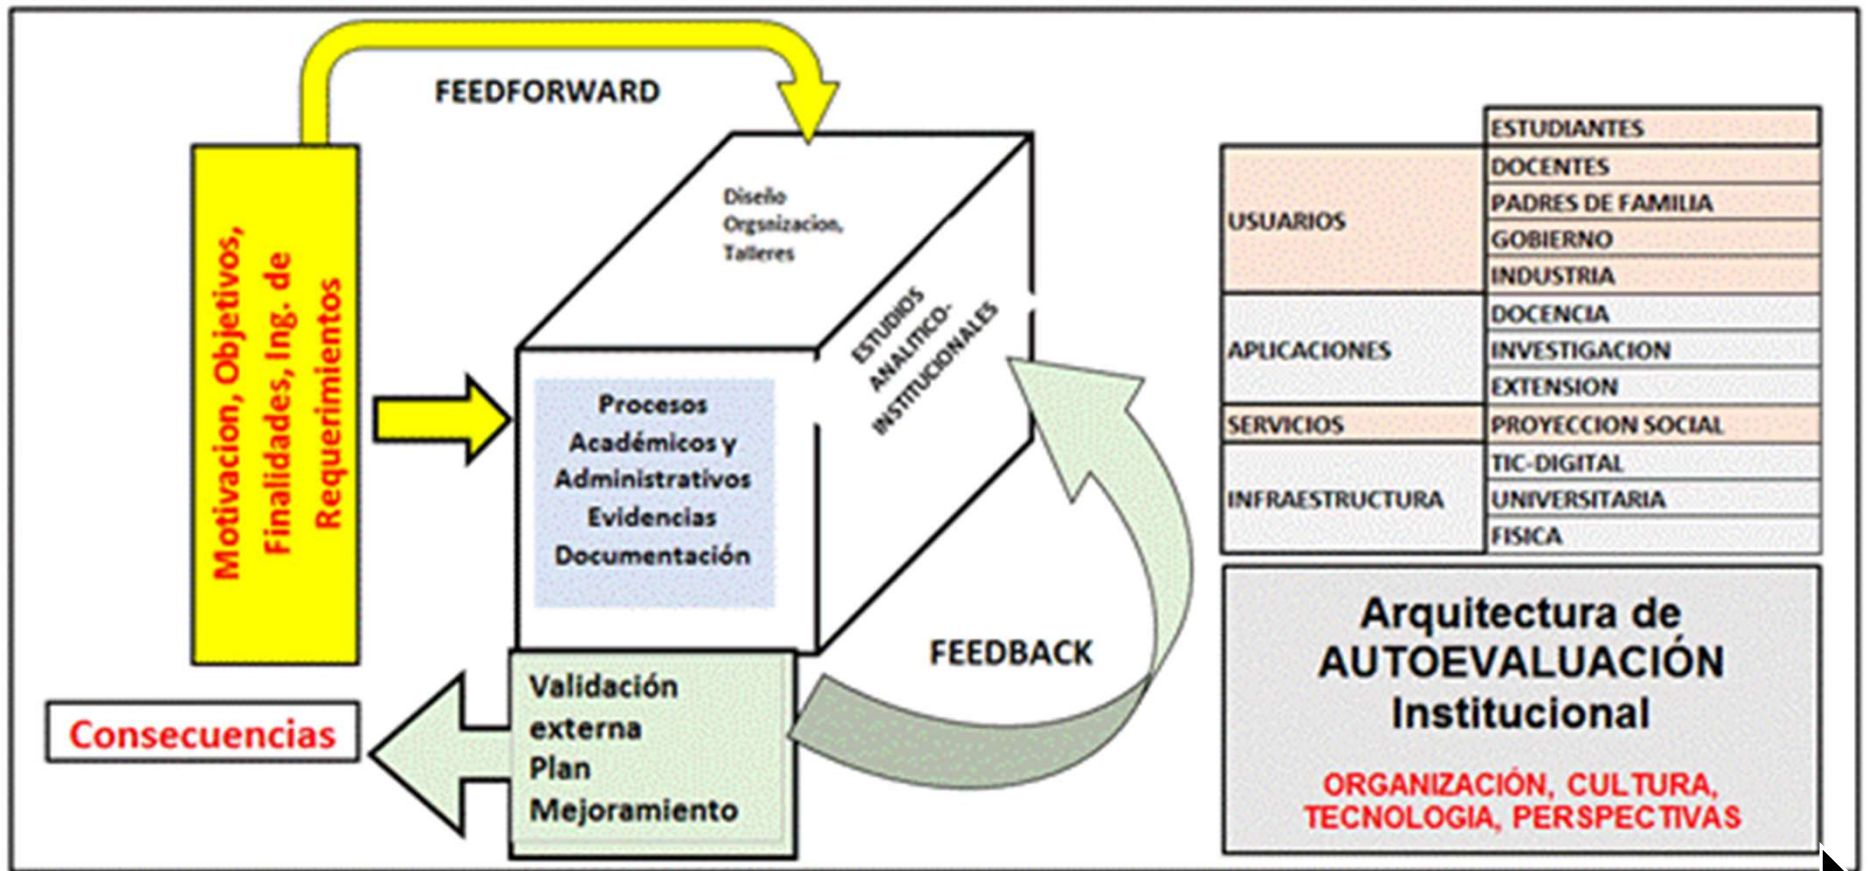 FEEDFORWARD
Motivacion, Objetivos,
Finalidades, Ing. de
Requerimientos
Diseño
Orgsnizacion,
Talleres
ESTUDIOS
ANALITICO-
INSTITUCIONALES
Procesos
Académicos y
Administrativos
Evidencias
Documentación
FEEDBACK
Validación
externa
Plan
Mejoramiento
Consecuencias
ESTUDIANTES
USUARIOS
DOCENTES
PADRES DE FAMILIA
GOBIERNO
INDUSTRIA
APLICACIONES
DOCENCIA
INVESTIGACION
EXTENSION
SERVICIOS
PROYECCION SOCIAL
INFRAESTRUCTURA
TIC-DIGITAL
UNIVERSITARIA
FISICA
Arquitectura de
AUTOEVALUACIÓN
Institucional
ORGANIZACIÓN, CULTURA,
TECNOLOGIA, PERSPECTIVAS